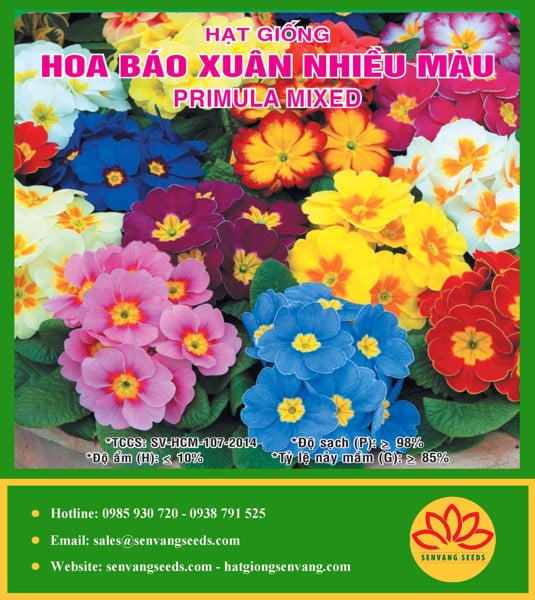 HẠT GIỐNG
HOA BÁO XUÂN NHIỀU MÀU
PRIMULA MIXED
*TCCS: SV-HCM-107-2014 *Độ sạch (P): ≥ 98%
*Độ ẩm (H): ≤ 10% *Tỷ lệ nảy mầm (G): ≥ 85%
Hotline: 0985 930 720 - 0938 791 525
Email: sales@senvangseeds.com
Website: senvangseeds.com - hatgiongsenvang.com
SENVANG SEEDS